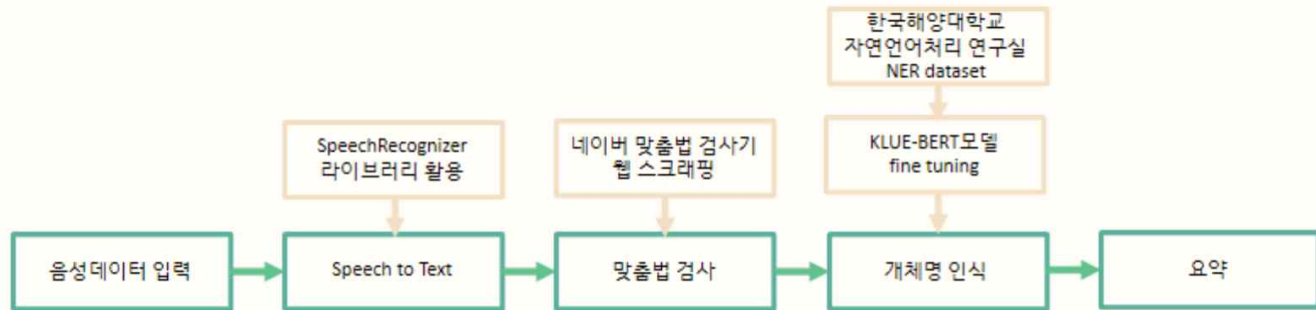 한국해양대학교
자연언어처리 연구실
NER dataset
SpeechRecognizer
라이브러리 활용
네이버 맞춤법 검사기
웹 스크래핑
KLUE-BERT모델
fine tuning
음성데이터 입력
Speech to Text
맞춤법 검사
개체명 인식
요약